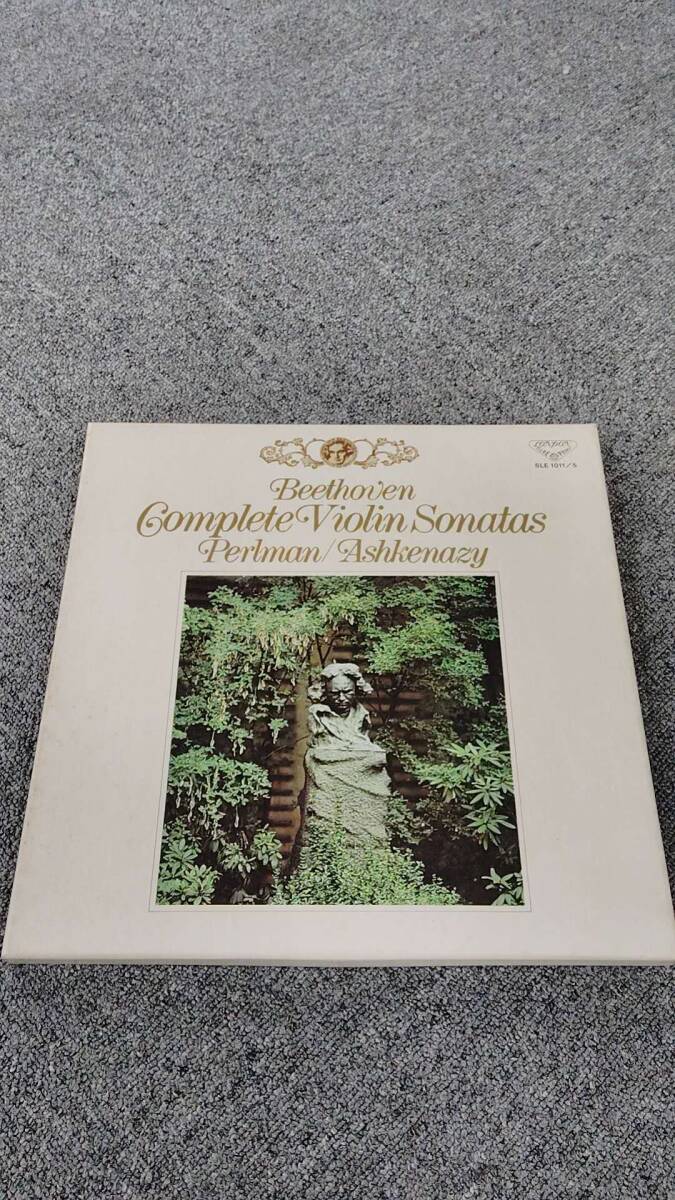 LONDON
SLE 1011/5
Beethoven
Complete Violin Sonatas
Perlman/Ashkenazy